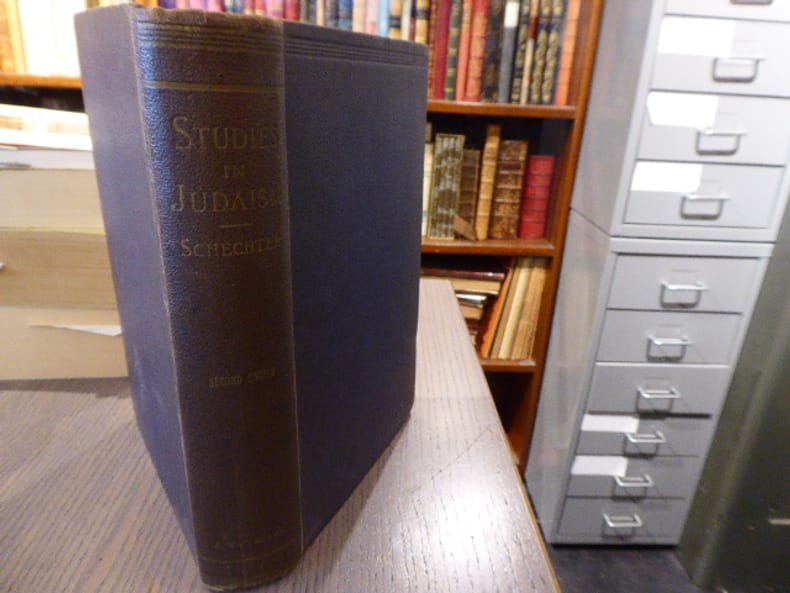 STUDIES
IN
JUDAISM
SCHECHTER
SECOND SERIES